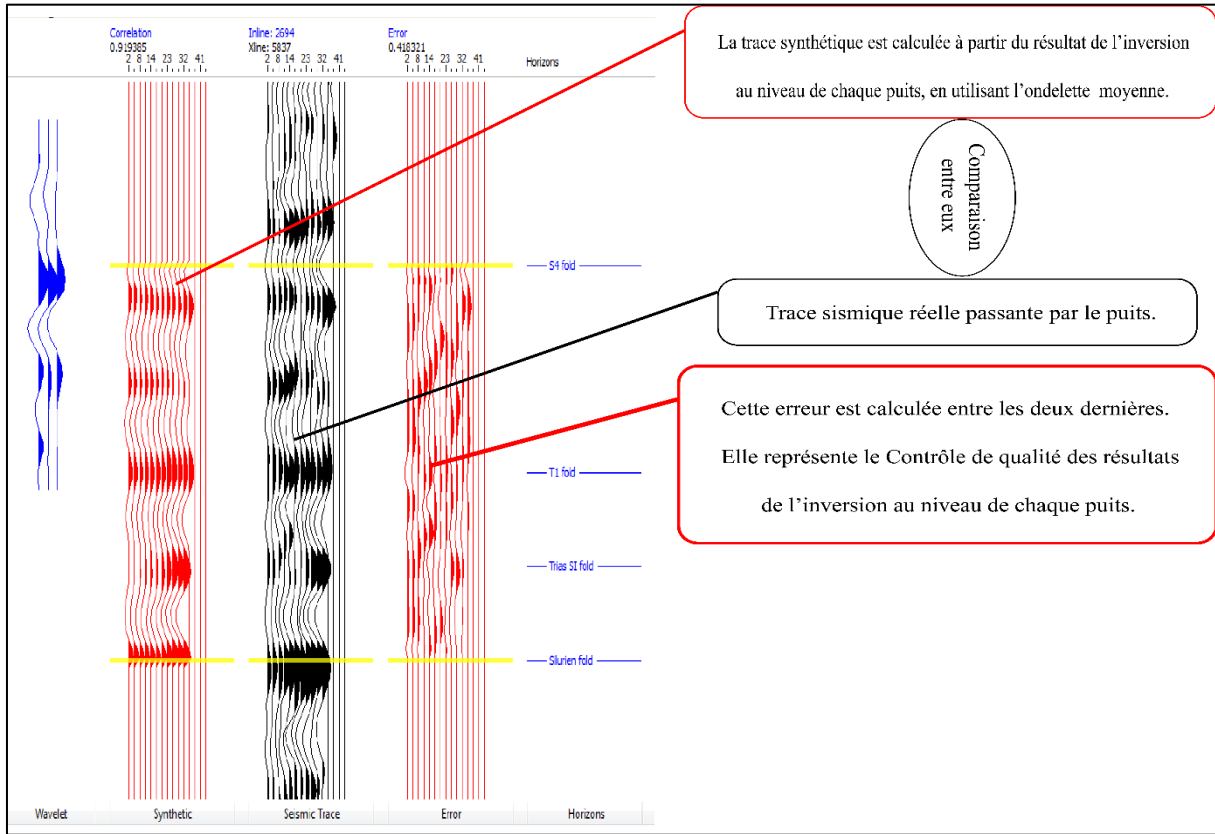 Correlation
0.919385
2 8 14 23 32 41
Inline: 2694
Xline: 5837
2 8 14 23 32 41
Error
0.418321
2 8 14 23 32 41
Horizons
La trace synthétique est calculée à partir du résultat de l'inversion
au niveau de chaque puits, en utilisant l'ondelette moyenne.
Comparaison
entre eux
S4 fold
Trace sismique réelle passante par le puits.
Cette erreur est calculée entre les deux dernières.
Elle représente le Contrôle de qualité des résultats
de l'inversion au niveau de chaque puits.
T1 fold
Trias SI fold
Silurien fold
Wavelet
Synthetic
Seismic Trace
Error
Horizons